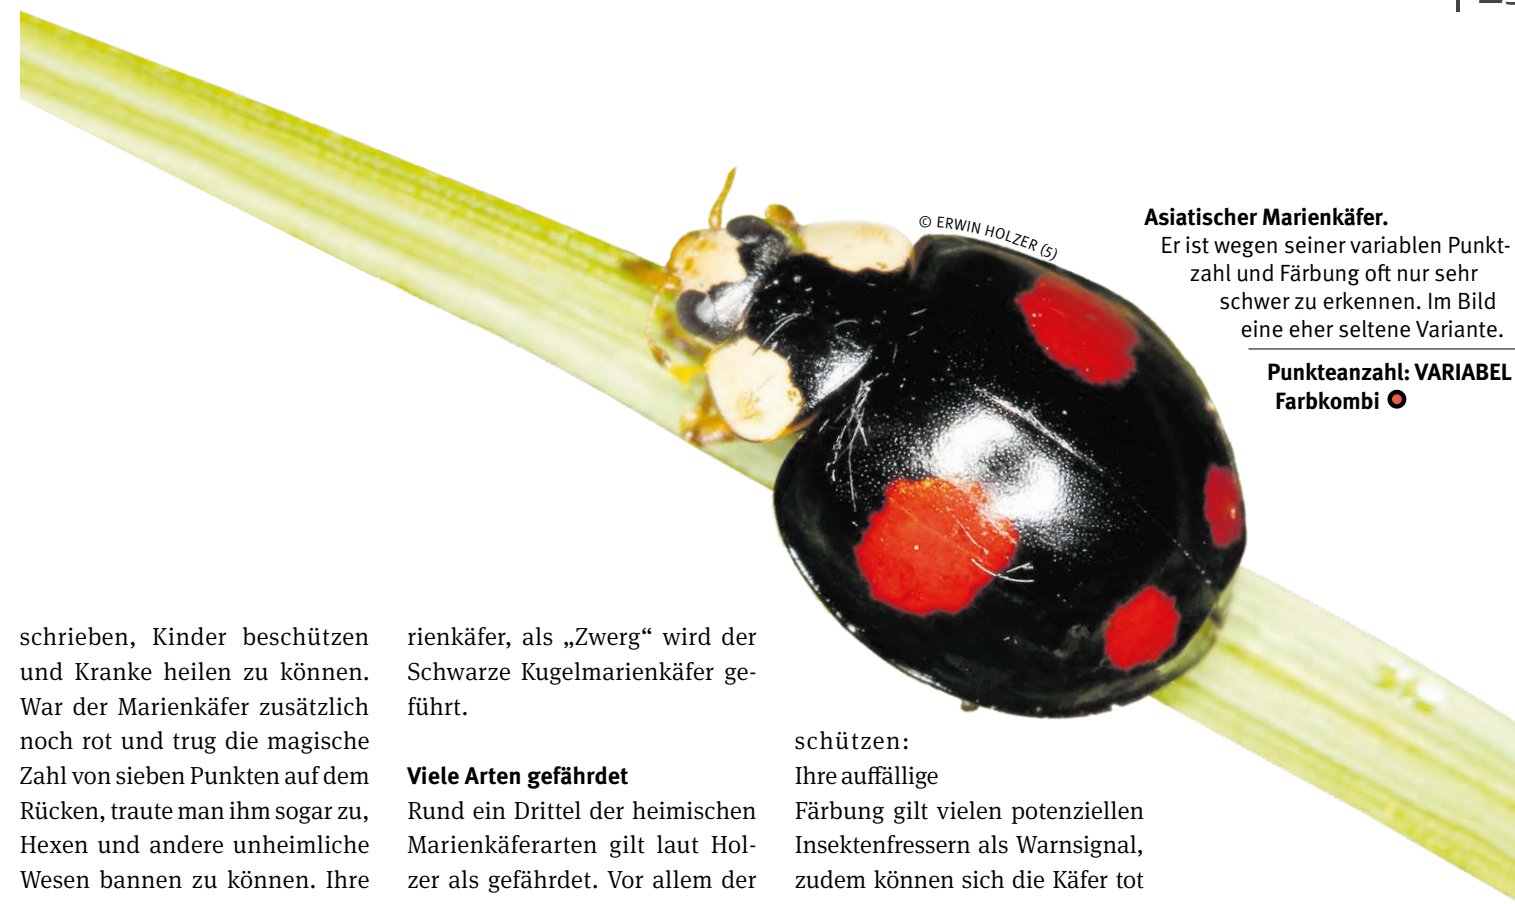 © ERWIN HOLZER (5)
Asiatischer Marienkäfer.
Er ist wegen seiner variablen Punkt-
zahl und Färbung oft nur sehr
schwer zu erkennen. Im Bild
eine eher seltene Variante.
Punkteanzahl: VARIABEL
Farbkombi
schrieben, Kinder beschützen
und Kranke heilen zu können.
War der Marienkäfer zusätzlich
noch rot und trug die magische
Zahl von sieben Punkten auf dem
Rücken, traute man ihm sogar zu,
Hexen und andere unheimliche
Wesen bannen zu können. Ihre
rienkäfer, als „Zwerg“ wird der
Schwarze Kugelmarienkäfer ge-
führt.
Viele Arten gefährdet
Rund ein Drittel der heimischen
Marienkäferarten gilt laut Hol-
zer als gefährdet. Vor allem der
schützen:
Ihre auffällige
Färbung gilt vielen potenziellen
Insektenfressern als Warnsignal,
zudem können sich die Käfer tot